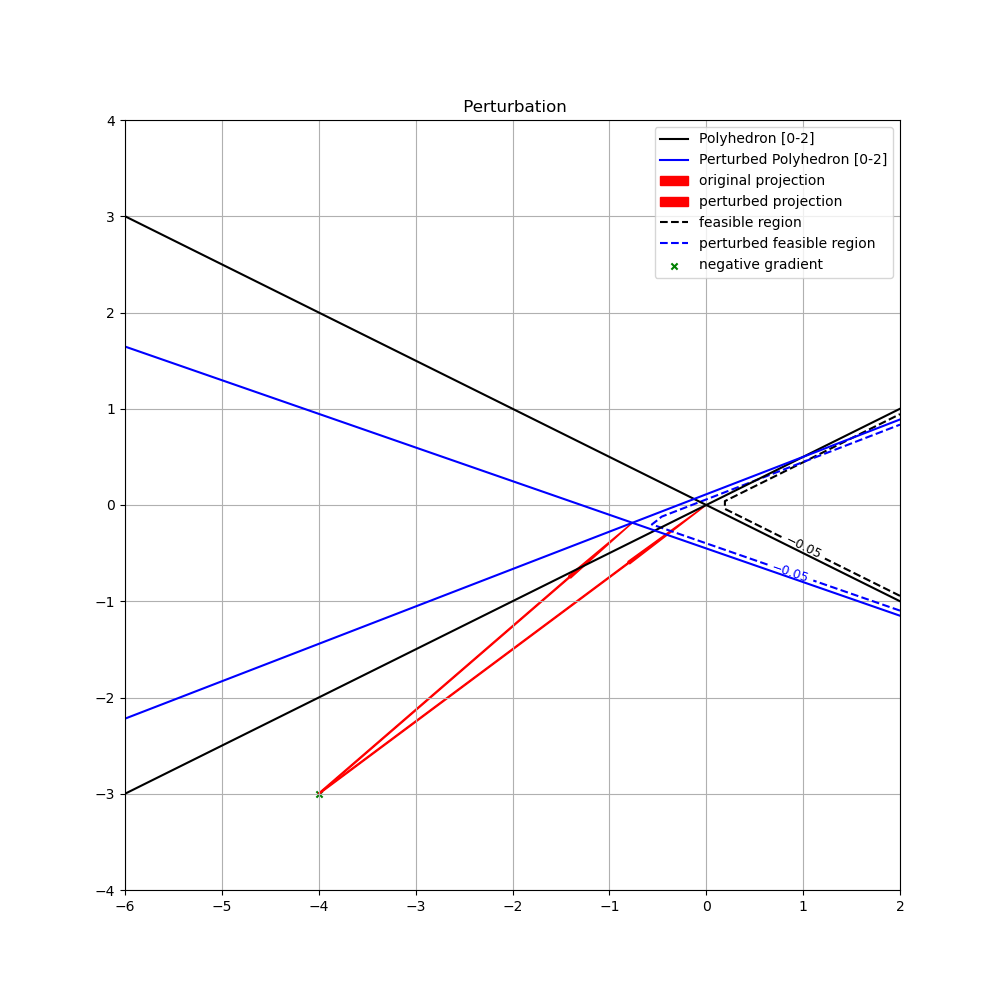 Perturbation
Polyhedron [0-2]
Perturbed Polyhedron [0-2]
original projection
perturbed projection
feasible region
perturbed feasible region
negative gradient
4
3
2
1
0
−1
−2
−3
−4
−0.05
−0.05
−6 −5 −4 −3 −2 −1 0 1 2